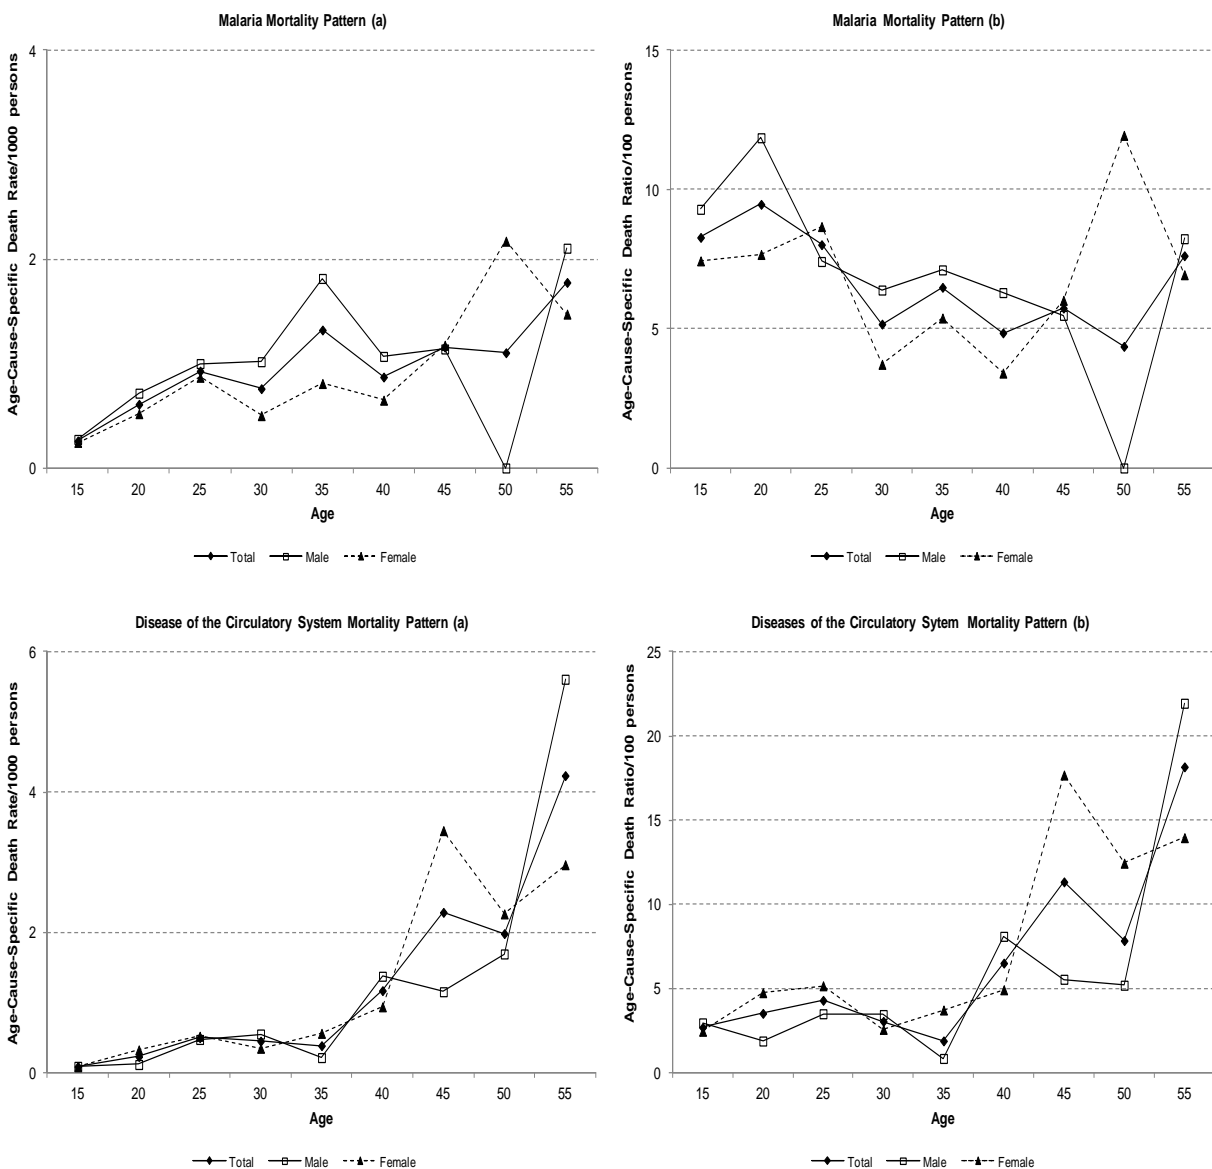 Malaria Mortality Pattern (a)
Age-Cause-Specific Death Rate/1000 persons
4
2
0
15 20 25 30 35 40 45 50 55
Age
Total Male Female
Malaria Mortality Pattern (b)
Age-Cause-Specific Death Ratio/100 persons
15
10
5
0
15 20 25 30 35 40 45 50 55
Age
Total Male Female
Disease of the Circulatory System Mortality Pattern (a)
Age-Cause-Specific Death Rate/1000 persons
6
4
2
0
15 20 25 30 35 40 45 50 55
Age
Total Male Female
Diseases of the Circulatory Sytem Mortality Pattern (b)
Age-Cause-Specific Death Ratio/100 persons
25
20
15
10
5
0
15 20 25 30 35 40 45 50 55
Age
Total Male Female